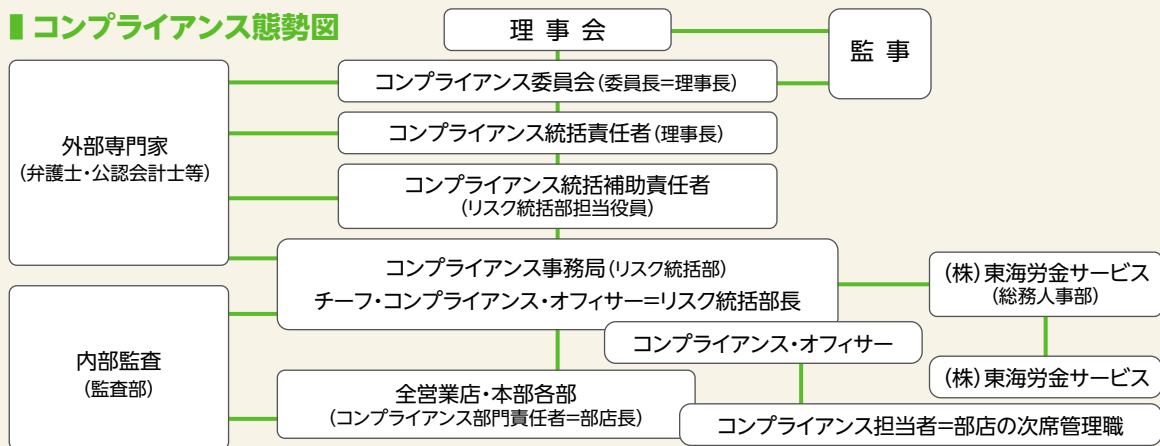 コンプライアンス態勢図
理事会
監事
コンプライアンス委員会(委員長=理事長)
外部専門家
(弁護士・公認会計士等)
コンプライアンス統括責任者(理事長)
コンプライアンス統括補助責任者
(リスク統括部担当役員)
コンプライアンス事務局(リスク統括部)
チーフ・コンプライアンス・オフィサー=リスク統括部長
(株)東海労金サービス
(総務人事部)
コンプライアンス・オフィサー
内部監査
(監査部)
(株)東海労金サービス
全営業店・本部各部
(コンプライアンス部門責任者=部店長)
コンプライアンス担当者=部店の次席管理職